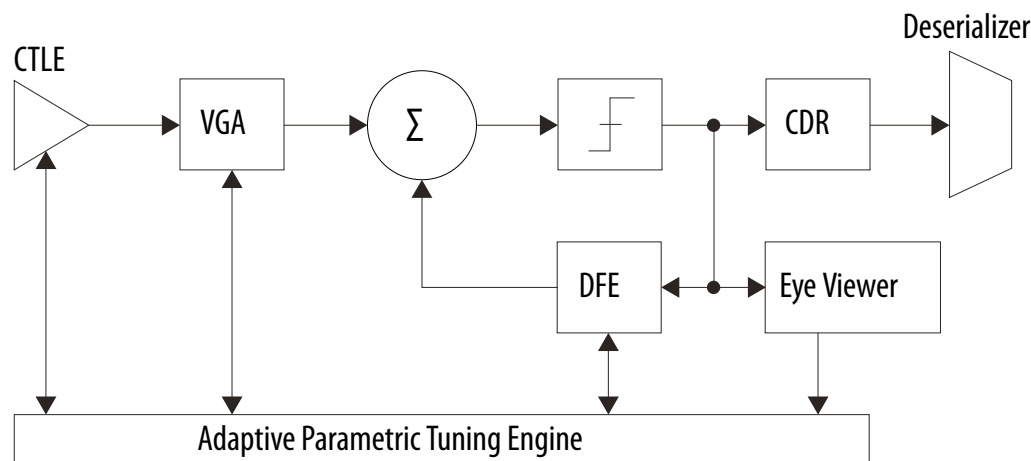 Deserializer
CTLE
VGA
Σ
CDR
DFE
Eye Viewer
Adaptive Parametric Tuning Engine